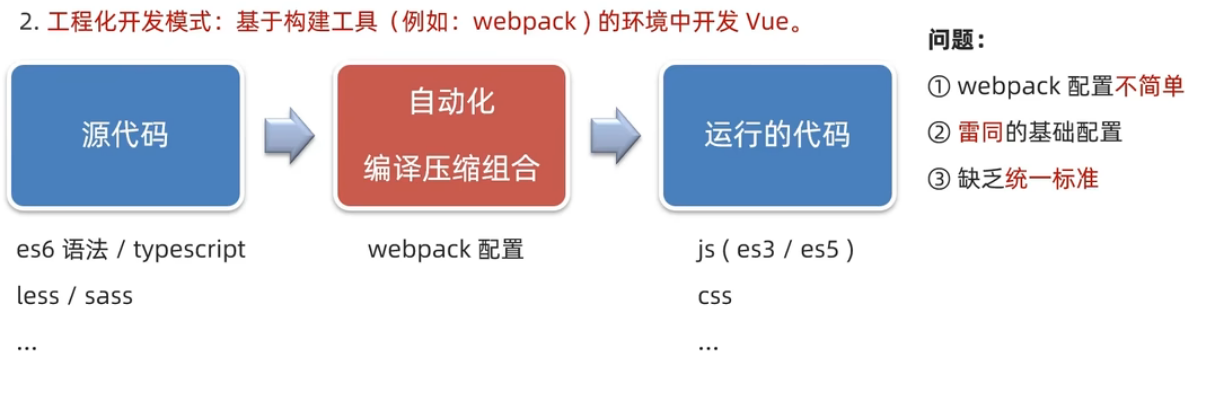 2. 工程化开发模式：基于构建工具（例如：webpack ) 的环境中开发 Vue。
源代码
自动化
编译压缩组合
运行的代码
es6 语法 / typescript
less / sass
...
webpack 配置
js ( es3 / es5 )
css
...
问题：
① webpack 配置不简单
② 雷同的基础配置
③ 缺乏统一标准